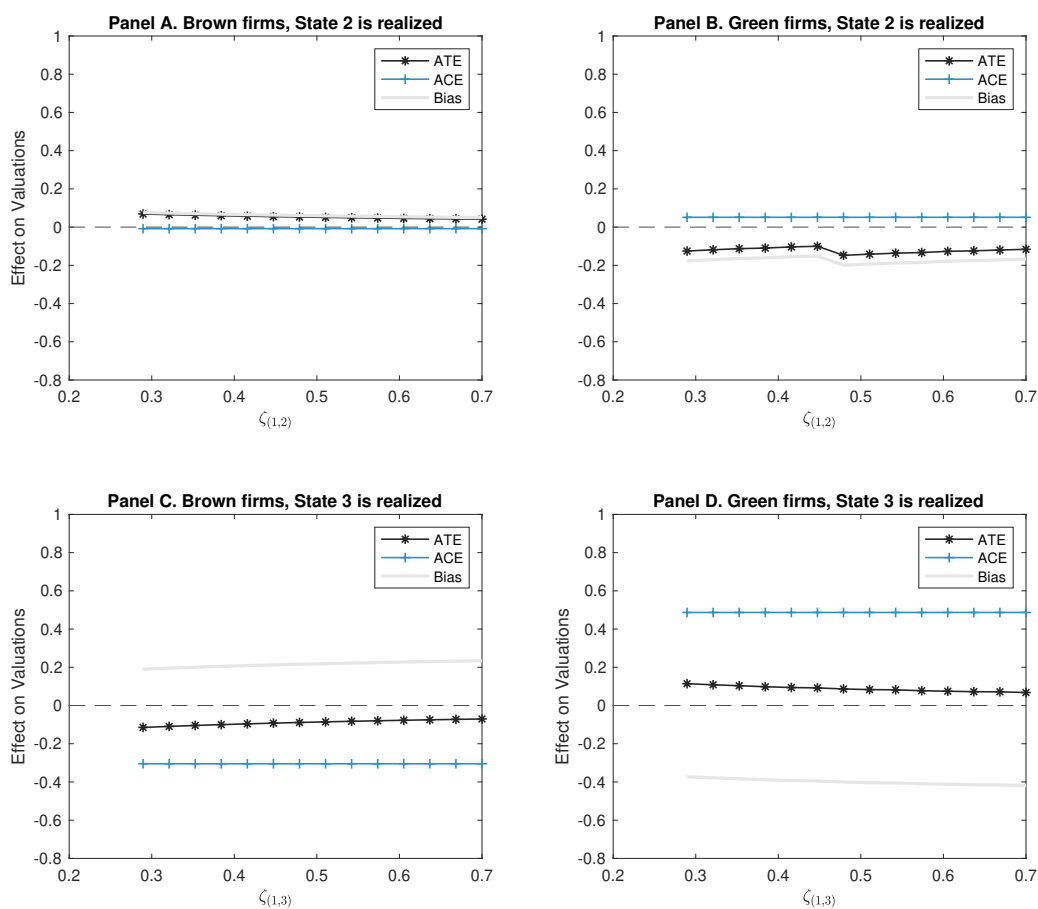 Panel A. Brown firms, State 2 is realized
1
0.8
0.6
0.4
0.2
0
-0.2
-0.4
-0.6
-0.8
Effect on Valuations
ATE
ACE
Bias
0.2 0.3 0.4 0.5 0.6 0.7
ζ(1,2)
Panel B. Green firms, State 2 is realized
1
0.8
0.6
0.4
0.2
0
-0.2
-0.4
-0.6
-0.8
Effect on Valuations
ATE
ACE
Bias
0.2 0.3 0.4 0.5 0.6 0.7
ζ(1,2)
Panel C. Brown firms, State 3 is realized
1
0.8
0.6
0.4
0.2
0
-0.2
-0.4
-0.6
-0.8
Effect on Valuations
ATE
ACE
Bias
0.2 0.3 0.4 0.5 0.6 0.7
ζ(1,3)
Panel D. Green firms, State 3 is realized
1
0.8
0.6
0.4
0.2
0
-0.2
-0.4
-0.6
-0.8
Effect on Valuations
ATE
ACE
Bias
0.2 0.3 0.4 0.5 0.6 0.7
ζ(1,3)